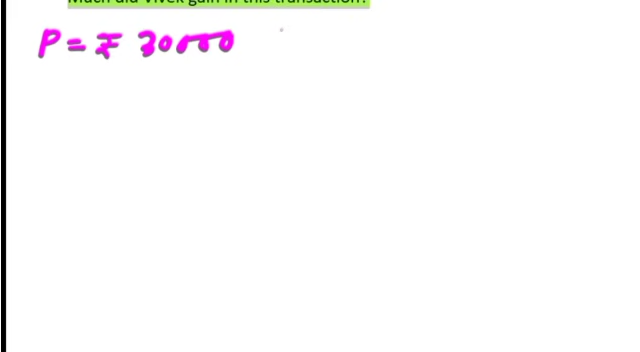 Much did Vivek gain in this transaction?
P = ₹ 30000